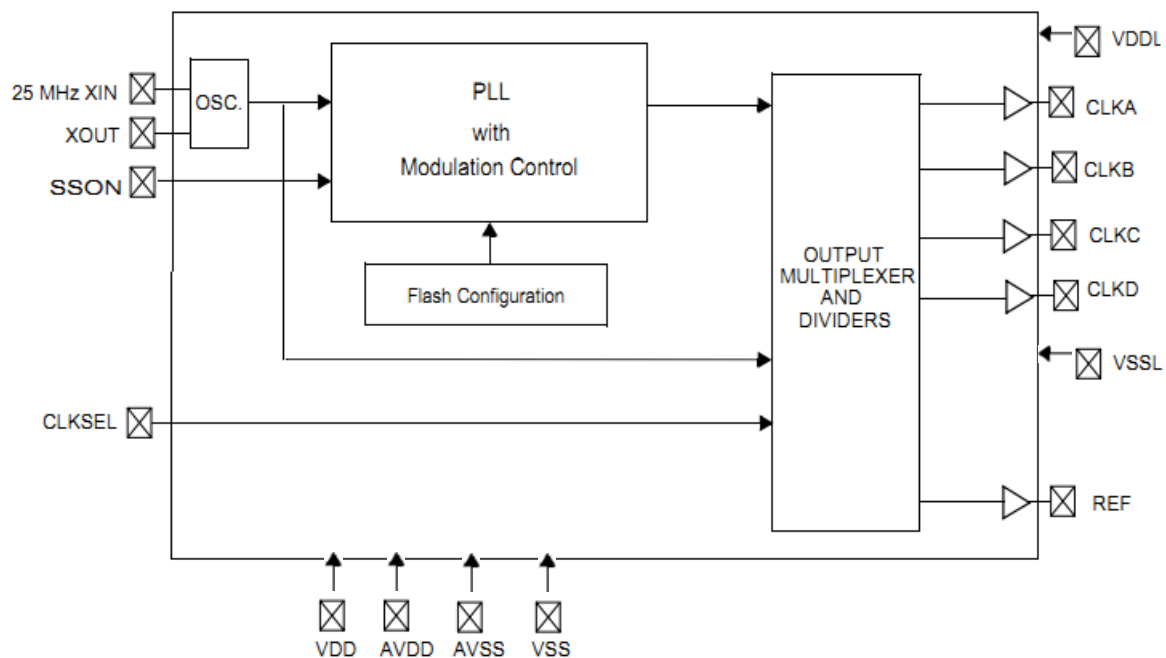 25 MHz XIN
XOUT
SSON
OSC.
PLL
with
Modulation Control
Flash Configuration
CLKSEL
OUTPUT
MULTIPLEXER
AND
DIVIDERS
VDDL
CLKA
CLKB
CLKC
CLKD
VSSL
REF
VDD
AVDD
AVSS
VSS